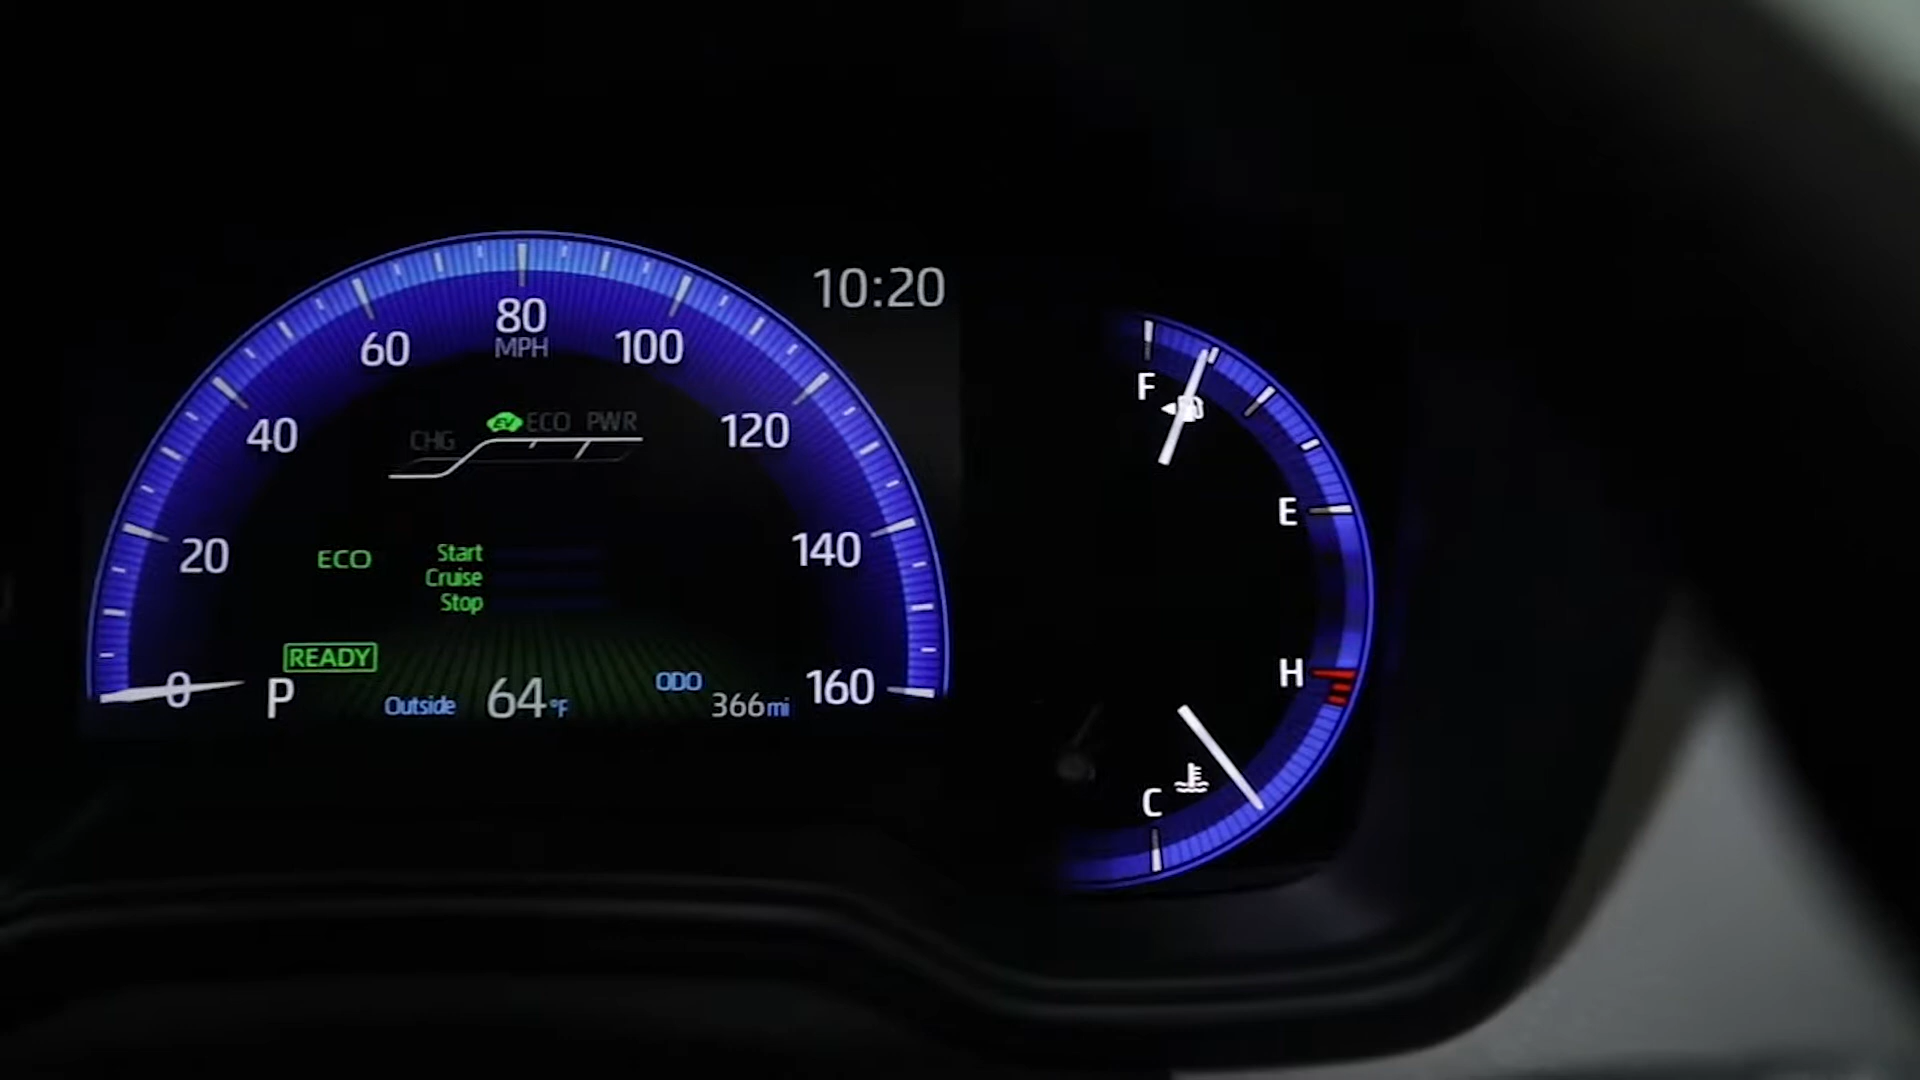 10:20
80
MPH
60
100
40
120
20
140
0
160
CHG
EV
ECO
PWR
ECO
Start
Cruise
Stop
READY
P
Outside
64°F
ODO
366mi
F
E
H
C